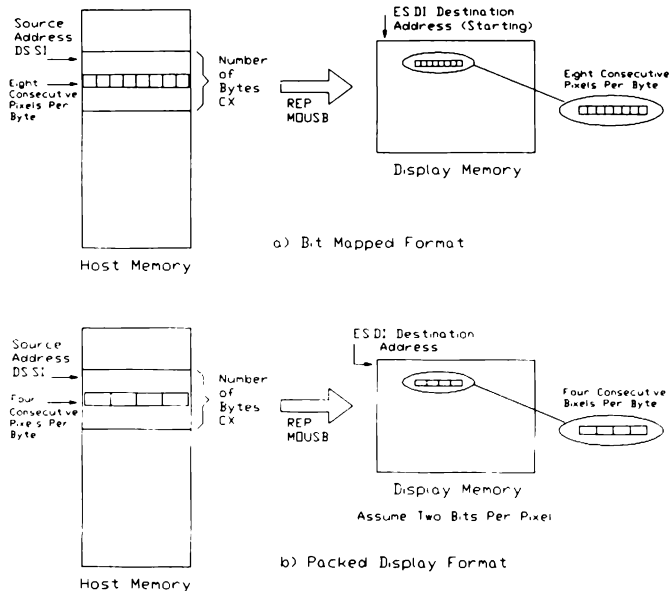 Source
Address
DS SI
Eight
Consecutive
Pixels Per
Byte
Number
of
Bytes
CX
REP
MOUSB
ES DI Destination
Address (Starting)
Eight Consecutive
Pixels Per Byte
Display Memory
a) Bit Mapped Format
Host Memory
Source
Address
DS SI
Four
Consecutive
Pixels Per
Byte
Number
of
Bytes
CX
REP
MOUSB
ES DI Destination
Address
Four Consecutive
Bixels Per Byte
Display Memory
Assume Two Bits Per Pixel
b) Packed Display Format
Host Memory